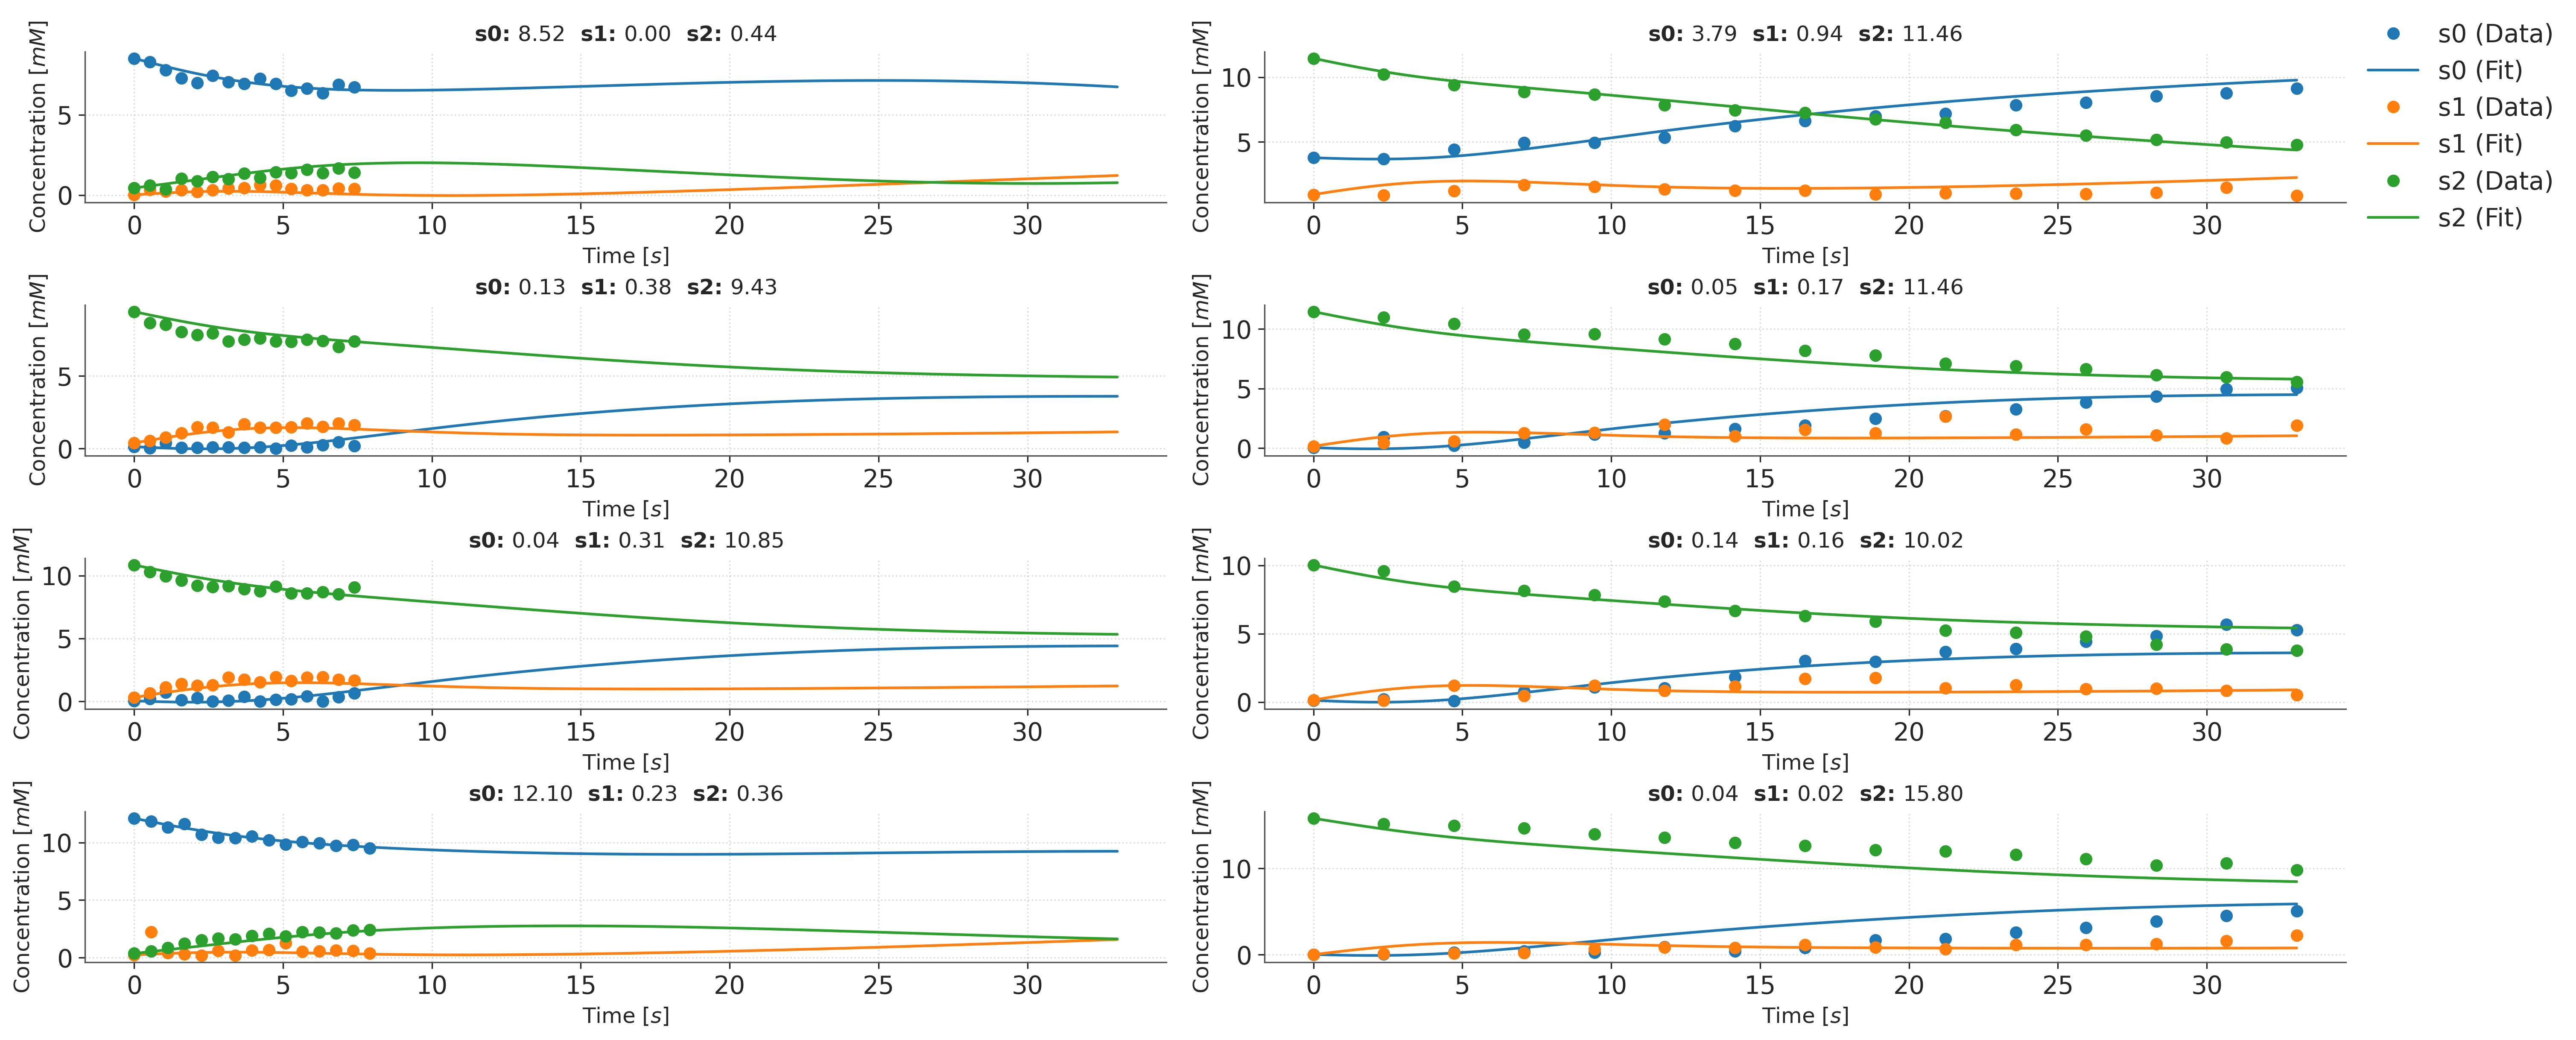 s0: 8.52 s1: 0.00 s2: 0.44
Concentration [mM]
5
0
0 5 10 15 20 25 30
Time [s]
s0: 3.79 s1: 0.94 s2: 11.46
Concentration [mM]
10
5
0 5 10 15 20 25 30
Time [s]
s0 (Data)
s0 (Fit)
s1 (Data)
s1 (Fit)
s2 (Data)
s2 (Fit)
s0: 0.13 s1: 0.38 s2: 9.43
Concentration [mM]
5
0
0 5 10 15 20 25 30
Time [s]
s0: 0.05 s1: 0.17 s2: 11.46
Concentration [mM]
10
5
0
0 5 10 15 20 25 30
Time [s]
s0: 0.04 s1: 0.31 s2: 10.85
Concentration [mM]
10
5
0
0 5 10 15 20 25 30
Time [s]
s0: 0.14 s1: 0.16 s2: 10.02
Concentration [mM]
10
5
0
0 5 10 15 20 25 30
Time [s]
s0: 12.10 s1: 0.23 s2: 0.36
Concentration [mM]
10
5
0
0 5 10 15 20 25 30
Time [s]
s0: 0.04 s1: 0.02 s2: 15.80
Concentration [mM]
10
0
0 5 10 15 20 25 30
Time [s]